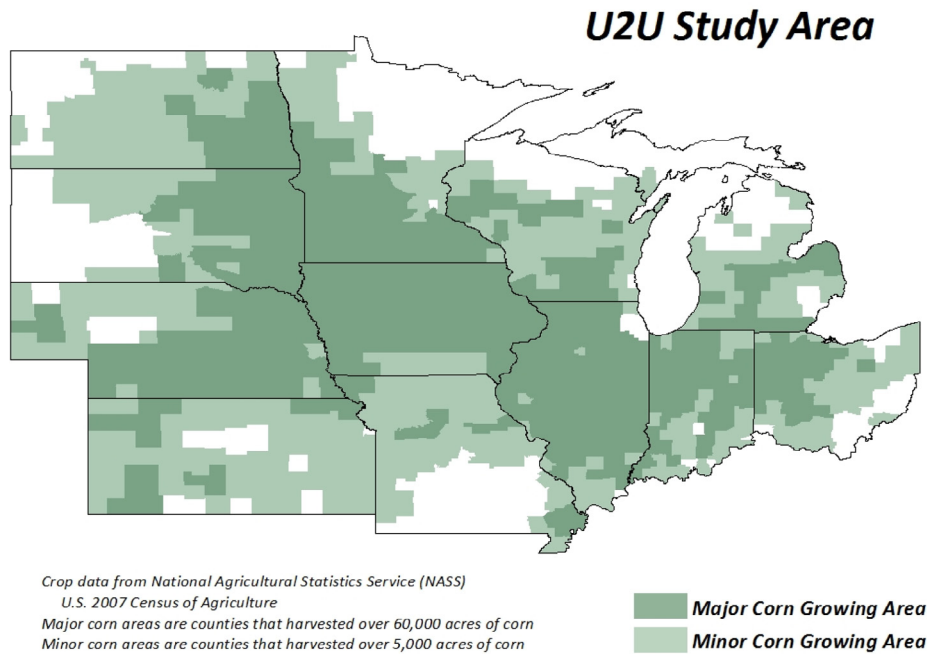 U2U Study Area
Crop data from National Agricultural Statistics Service (NASS)
U.S. 2007 Census of Agriculture
Major corn areas are counties that harvested over 60,000 acres of corn
Minor corn areas are counties that harvested over 5,000 acres of corn
Major Corn Growing Area
Minor Corn Growing Area